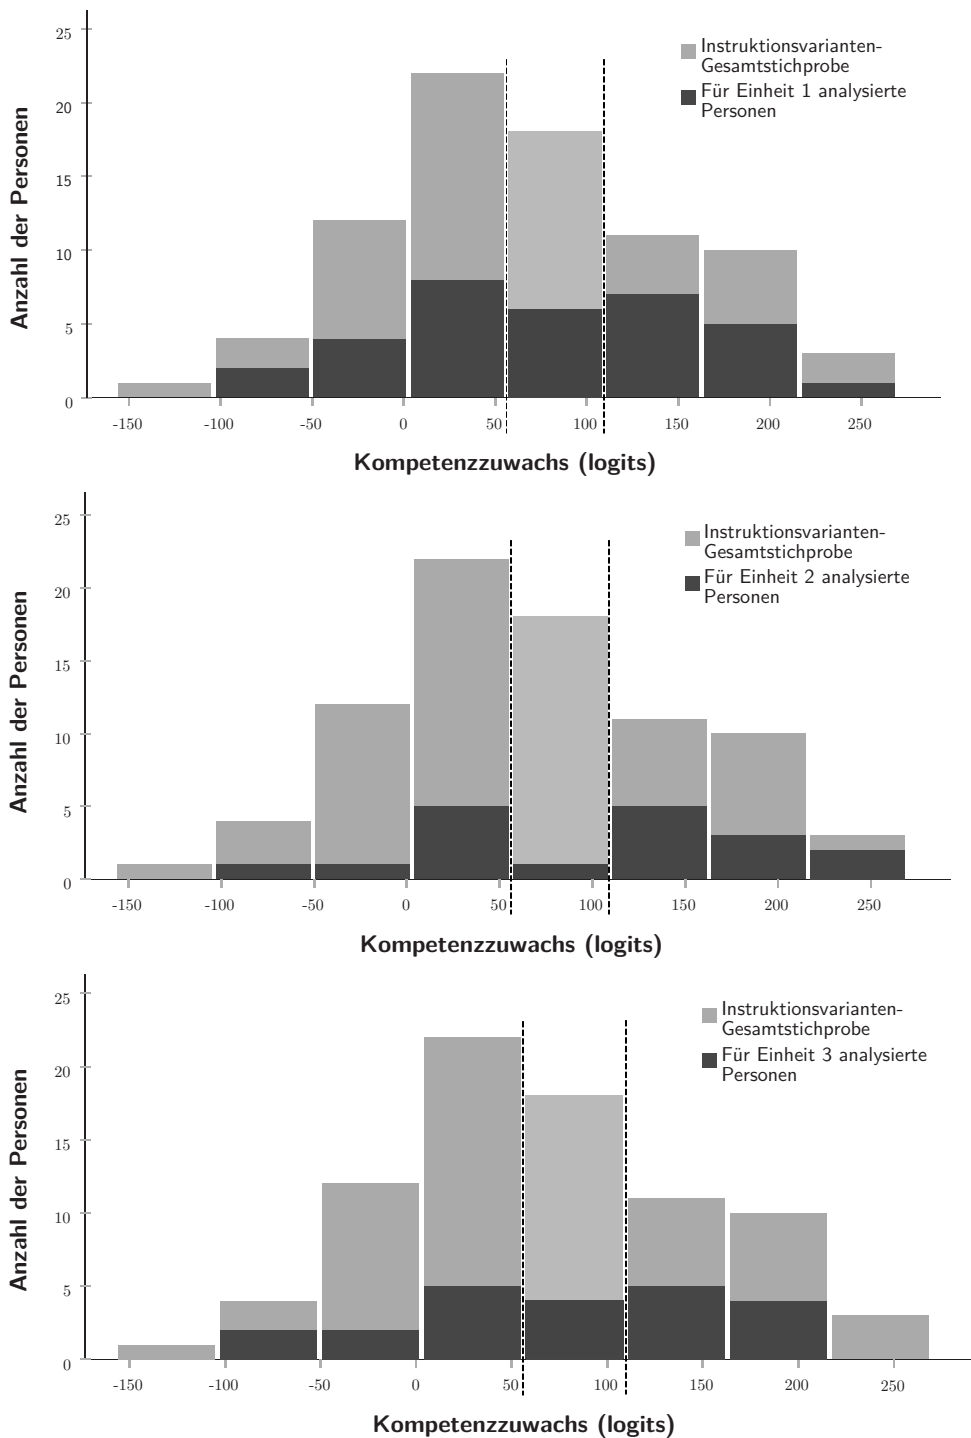 Anzahl der Personen
25
20
15
10
5
0
Instruktionsvarianten-
Gesamtstichprobe
Für Einheit 1 analysierte
Personen
-150 -100 -50 0 50 100 150 200 250
Kompetenzzuwachs (logits)
Anzahl der Personen
25
20
15
10
5
0
Instruktionsvarianten-
Gesamtstichprobe
Für Einheit 2 analysierte
Personen
-150 -100 -50 0 50 100 150 200 250
Kompetenzzuwachs (logits)
Anzahl der Personen
25
20
15
10
5
0
Instruktionsvarianten-
Gesamtstichprobe
Für Einheit 3 analysierte
Personen
-150 -100 -50 0 50 100 150 200 250
Kompetenzzuwachs (logits)